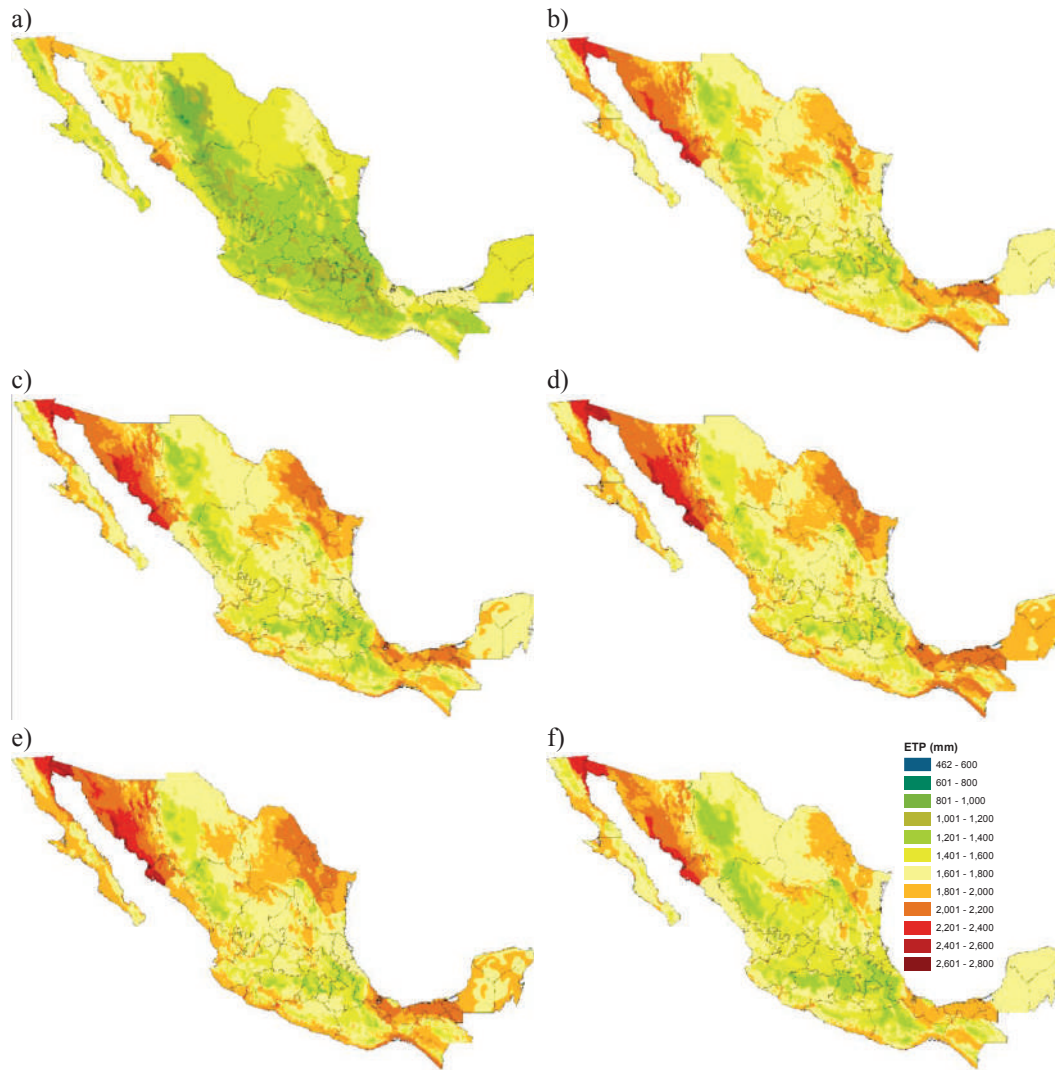 a)
b)
c)
d)
e)
f)
ETP (mm)
462 - 600
601 - 800
801 - 1,000
1,001 - 1,200
1,201 - 1,400
1,401 - 1,600
1,601 - 1,800
1,801 - 2,000
2,001 - 2,200
2,201 - 2,400
2,401 - 2,600
2,601 - 2,800